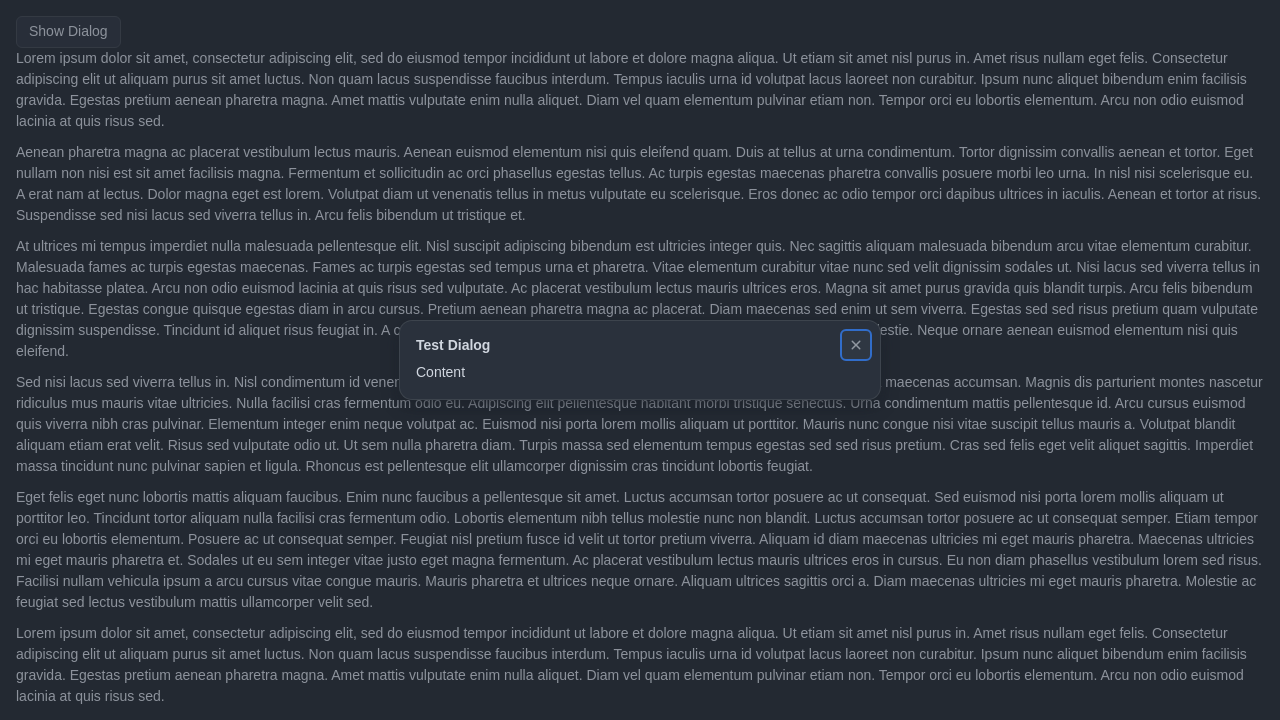 Show Dialog
Lorem ipsum dolor sit amet, consectetur adipiscing elit, sed do eiusmod tempor incididunt ut labore et dolore magna aliqua. Ut etiam sit amet nisl purus in. Amet risus nullam eget felis. Consectetur
adipiscing elit ut aliquam purus sit amet luctus. Non quam lacus suspendisse faucibus interdum. Tempus iaculis urna id volutpat lacus laoreet non curabitur. Ipsum nunc aliquet bibendum enim facilisis
gravida. Egestas pretium aenean pharetra magna. Amet mattis vulputate enim nulla aliquet. Diam vel quam elementum pulvinar etiam non. Tempor orci eu lobortis elementum. Arcu non odio euismod
lacinia at quis risus sed.
Aenean pharetra magna ac placerat vestibulum lectus mauris. Aenean euismod elementum nisi quis eleifend quam. Duis at tellus at urna condimentum. Tortor dignissim convallis aenean et tortor. Eget
nullam non nisi est sit amet facilisis magna. Fermentum et sollicitudin ac orci phasellus egestas tellus. Ac turpis egestas maecenas pharetra convallis posuere morbi leo urna. In nisl nisi scelerisque eu.
A erat nam at lectus. Dolor magna eget est lorem. Volutpat diam ut venenatis tellus in metus vulputate eu scelerisque. Eros donec ac odio tempor orci dapibus ultrices in iaculis. Aenean et tortor at risus.
Suspendisse sed nisi lacus sed viverra tellus in. Arcu felis bibendum ut tristique et.
At ultrices mi tempus imperdiet nulla malesuada pellentesque elit. Nisl suscipit adipiscing bibendum est ultricies integer quis. Nec sagittis aliquam malesuada bibendum arcu vitae elementum curabitur.
Malesuada fames ac turpis egestas maecenas. Fames ac turpis egestas sed tempus urna et pharetra. Vitae elementum curabitur vitae nunc sed velit dignissim sodales ut. Nisi lacus sed viverra tellus in
hac habitasse platea. Arcu non odio euismod lacinia at quis risus sed vulputate. Ac placerat vestibulum lectus mauris ultrices eros. Magna sit amet purus gravida quis blandit turpis. Arcu felis bibendum
ut tristique. Egestas congue quisque egestas diam in arcu cursus. Pretium aenean pharetra magna ac placerat. Diam maecenas sed enim ut sem viverra. Egestas sed sed risus pretium quam vulputate
dignissim suspendisse. Tincidunt id aliquet risus feugiat in. A Neque ornare aenean euismod elementum nisi quis
eleifend.
Test Dialog
Content
Sed nisi lacus sed viverra tellus in. Nisl condimentum id maecenas accumsan. Magnis dis parturient montes nascetur
ridiculus mus mauris vitae ultricies. Nulla facilisi cras fermentum odio eu. Adipiscing elit pellentesque habitant morbi tristique senectus. Urna condimentum mattis pellentesque id. Arcu cursus euismod
quis viverra nibh cras pulvinar. Elementum integer enim neque volutpat ac. Euismod nisi porta lorem mollis aliquam ut porttitor. Mauris nunc congue nisi vitae suscipit tellus mauris a. Volutpat blandit
aliquam etiam erat velit. Risus sed vulputate odio ut. Ut sem nulla pharetra diam. Turpis massa sed elementum tempus egestas sed sed risus pretium. Cras sed felis eget velit aliquet sagittis. Imperdiet
massa tincidunt nunc pulvinar sapien et ligula. Rhoncus est pellentesque elit ullamcorper dignissim cras tincidunt lobortis feugiat.
Eget felis eget nunc lobortis mattis aliquam faucibus. Enim nunc faucibus a pellentesque sit amet. Luctus accumsan tortor posuere ac ut consequat. Sed euismod nisi porta lorem mollis aliquam ut
porttitor leo. Tincidunt tortor aliquam nulla facilisi cras fermentum odio. Lobortis elementum nibh tellus molestie nunc non blandit. Luctus accumsan tortor posuere ac ut consequat semper. Etiam tempor
orci eu lobortis elementum. Posuere ac ut consequat semper. Feugiat nisl pretium fusce id velit ut tortor pretium viverra. Aliquam id diam maecenas ultricies mi eget mauris pharetra. Maecenas ultricies
mi eget mauris pharetra et. Sodales ut eu sem integer vitae justo eget magna fermentum. Ac placerat vestibulum lectus mauris ultrices eros in cursus. Eu non diam phasellus vestibulum lorem sed risus.
Facilisi nullam vehicula ipsum a arcu cursus vitae congue mauris. Mauris pharetra et ultrices neque ornare. Aliquam ultrices sagittis orci a. Diam maecenas ultricies mi eget mauris pharetra. Molestie ac
feugiat sed lectus vestibulum mattis ullamcorper velit sed.
Lorem ipsum dolor sit amet, consectetur adipiscing elit, sed do eiusmod tempor incididunt ut labore et dolore magna aliqua. Ut etiam sit amet nisl purus in. Amet risus nullam eget felis. Consectetur
adipiscing elit ut aliquam purus sit amet luctus. Non quam lacus suspendisse faucibus interdum. Tempus iaculis urna id volutpat lacus laoreet non curabitur. Ipsum nunc aliquet bibendum enim facilisis
gravida. Egestas pretium aenean pharetra magna. Amet mattis vulputate enim nulla aliquet. Diam vel quam elementum pulvinar etiam non. Tempor orci eu lobortis elementum. Arcu non odio euismod
lacinia at quis risus sed.